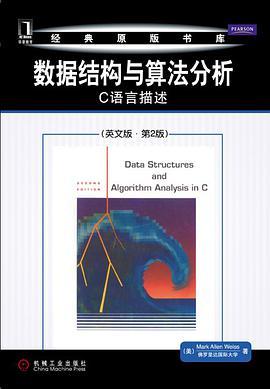 经典原版书库
PEARSON
数据结构与算法分析
C语言描述
(英文版·第2版)
Data Structures
and
Algorithm Analysis in C
SECOND EDITION
(美) Mark Allen Weiss
佛罗里达国际大学
著
机械工业出版社
China Machine Press